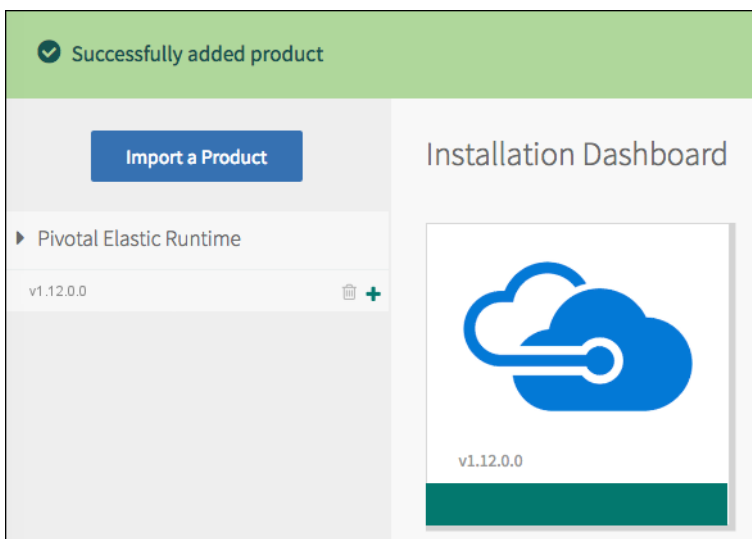 Successfully added product
Import a Product
Installation Dashboard
Pivotal Elastic Runtime
v1.12.0.0
v1.12.0.0